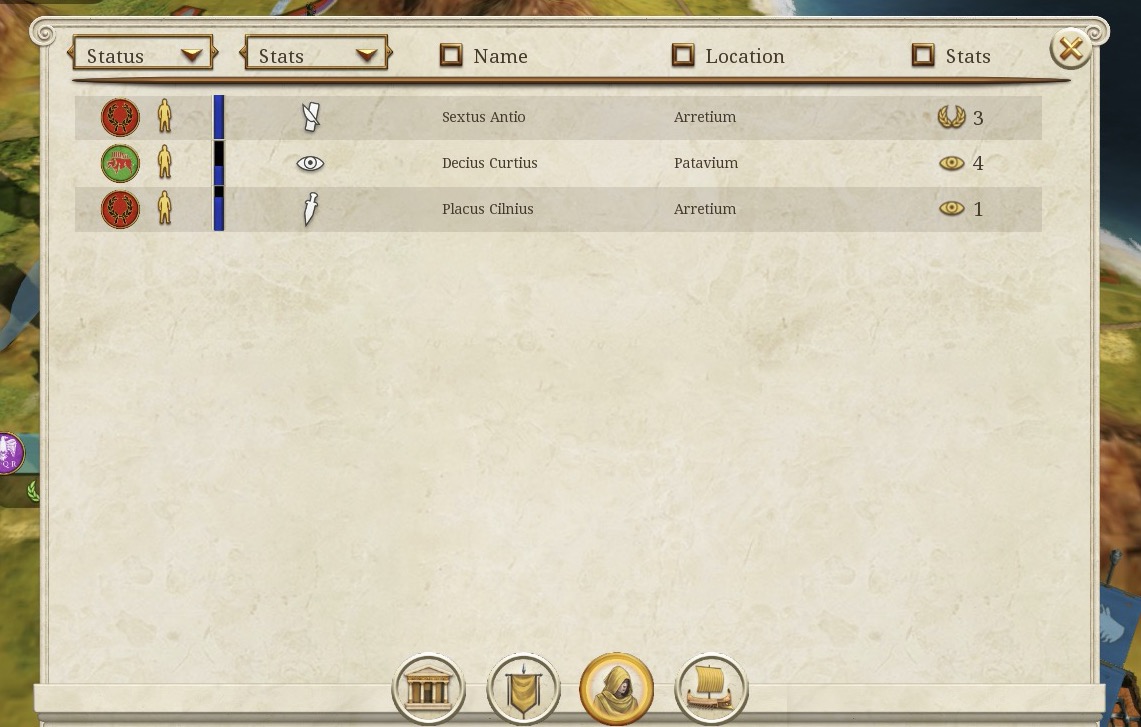 Status Stats Name Location Stats
Sextus Antio Arretium 3
Decius Curtius Patavium 4
Placus Cilnius Arretium 1